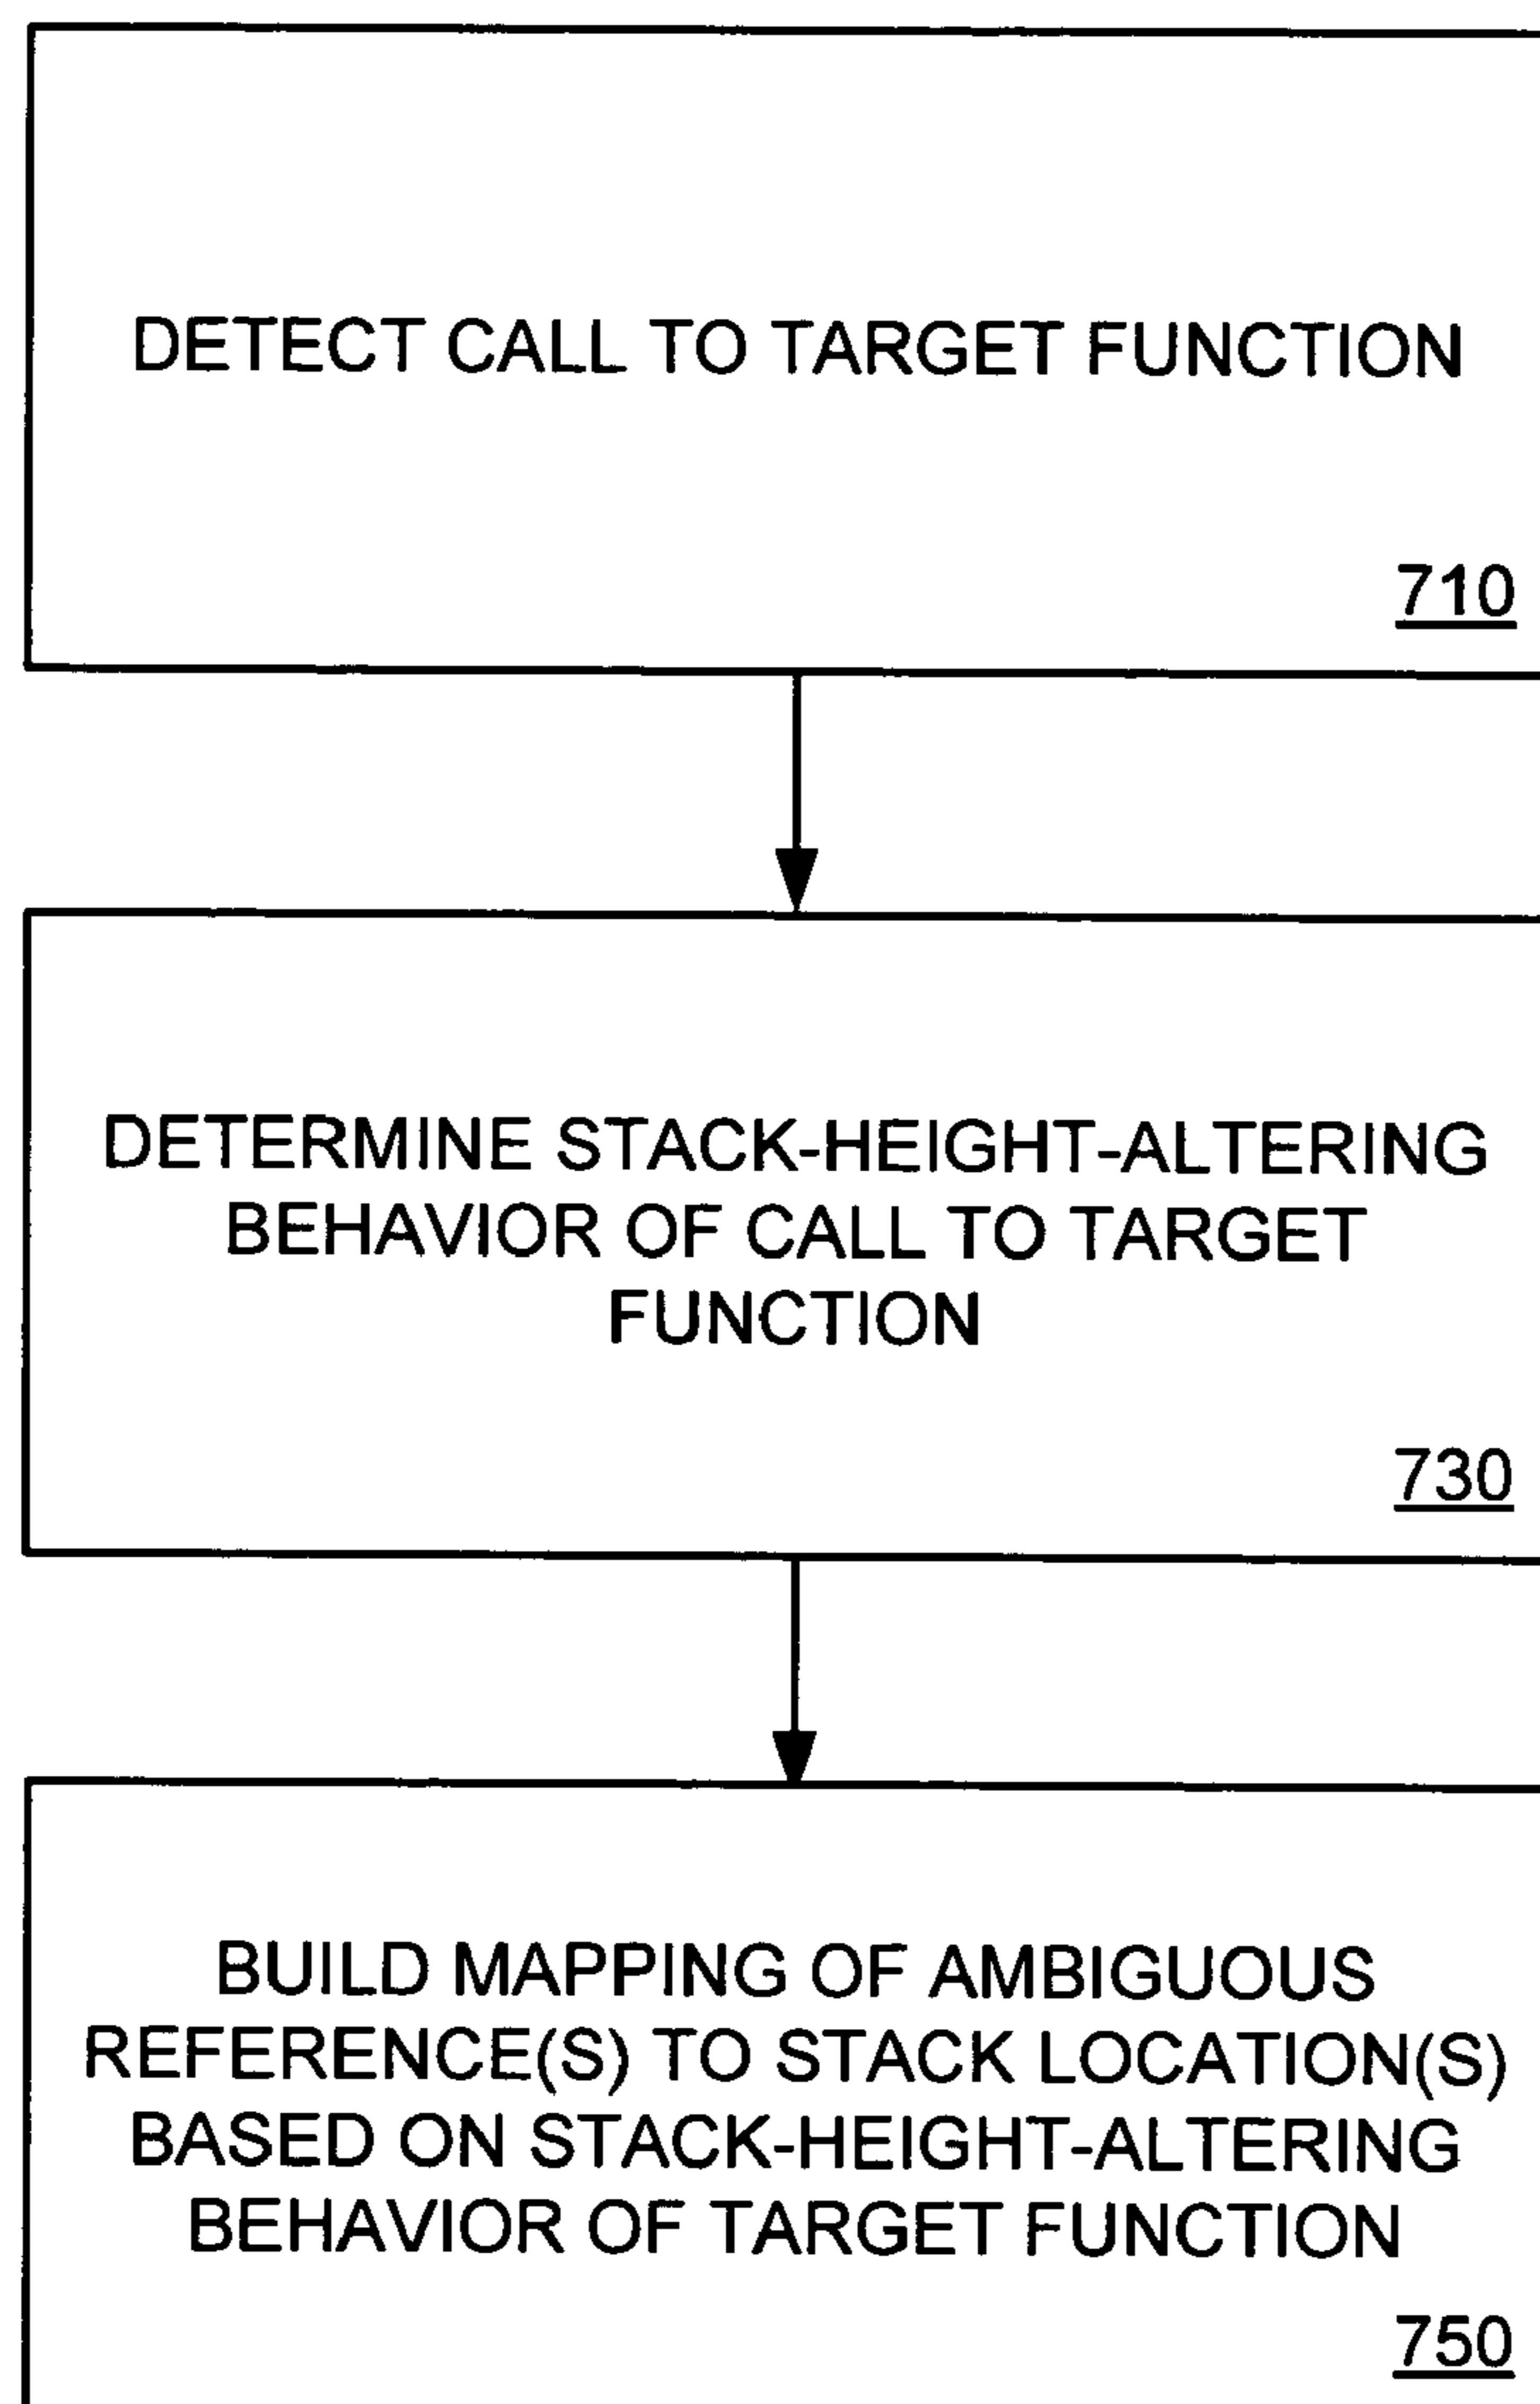 DETECT CALL TO TARGET FUNCTION
710
DETERMINE STACK-HEIGHT-ALTERING
BEHAVIOR OF CALL TO TARGET
FUNCTION
730
BUILD MAPPING OF AMBIGUOUS
REFERENCE(S) TO STACK LOCATION(S)
BASED ON STACK-HEIGHT-ALTERING
BEHAVIOR OF TARGET FUNCTION
750